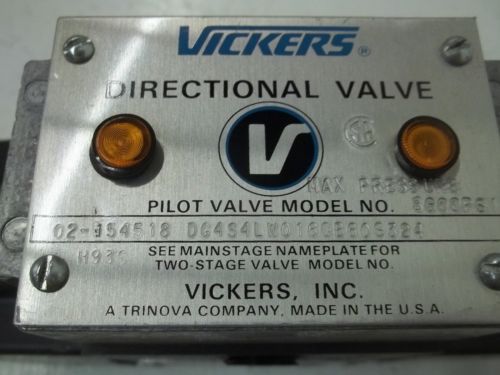 VICKERS®
DIRECTIONAL VALVE
V
MAX PRESSURE
PILOT VALVE MODEL NO.
H93
SEE MAINSTAGE NAMEPLATE FOR
TWO-STAGE VALVE MODEL NO.
VICKERS, INC.
A TRINOVA COMPANY, MADE IN THE U.S.A.